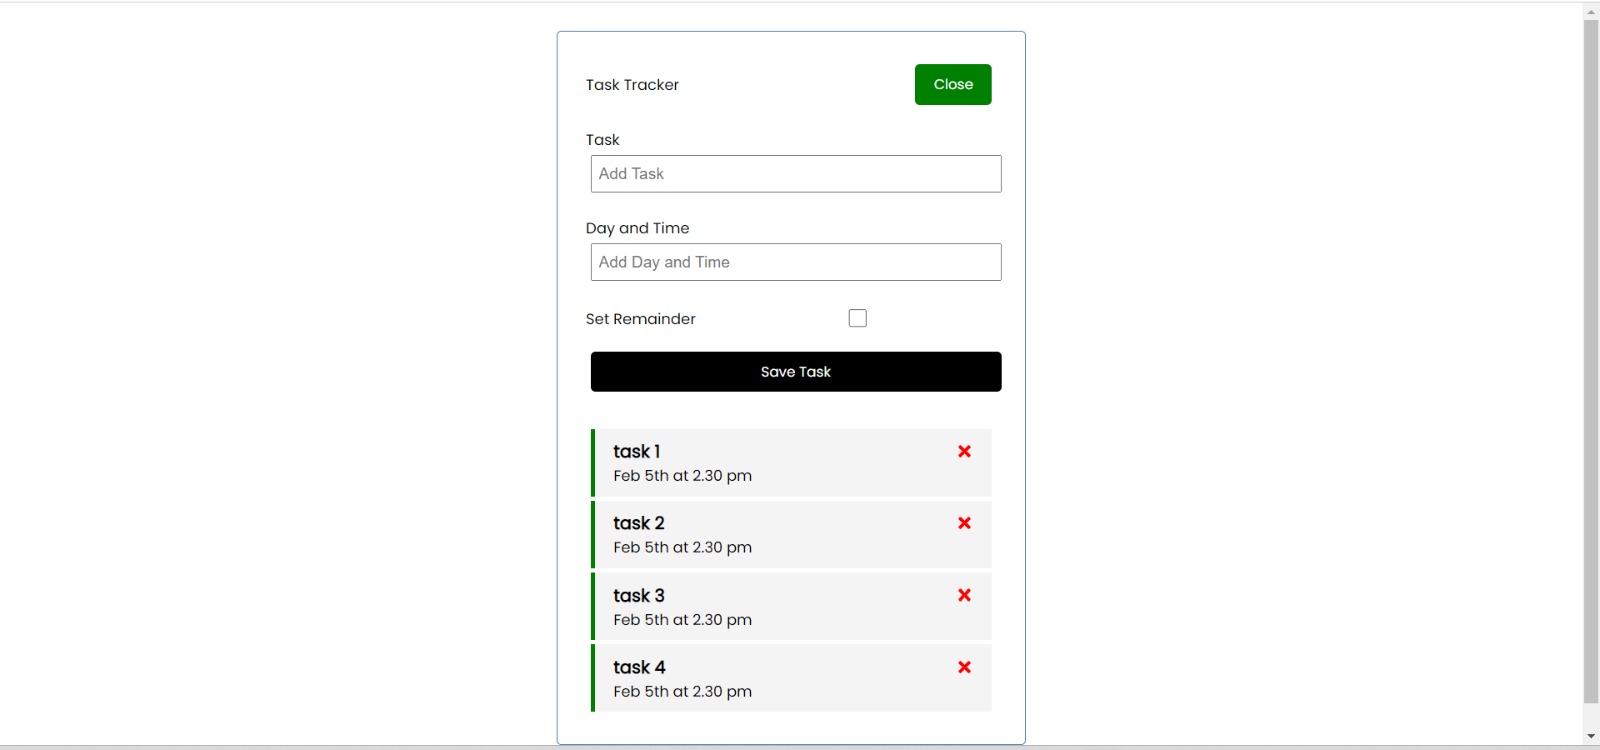 Task Tracker
Close
Task
Add Task
Day and Time
Add Day and Time
Set Remainder
Save Task
task 1
Feb 5th at 2.30 pm
task 2
Feb 5th at 2.30 pm
task 3
Feb 5th at 2.30 pm
task 4
Feb 5th at 2.30 pm